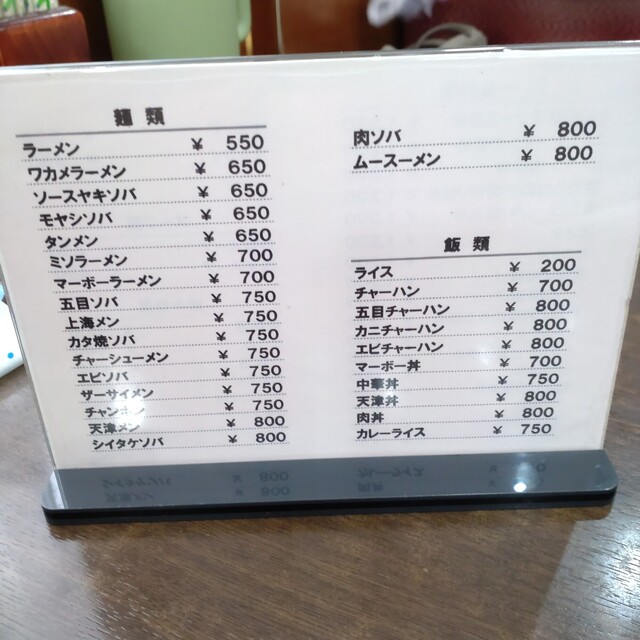 麺類
ラーメン ¥ 550
ワカメラーメン ¥ 650
ソースヤキソバ ¥ 650
モヤシソバ ¥ 650
タンメン ¥ 650
ミソラーメン ¥ 700
マーボーラーメン ¥ 700
五目ソバ ¥ 750
上海メン ¥ 750
カタ焼ソバ ¥ 750
チャーシューメン ¥ 750
エビソバ ¥ 750
ザーサイメン ¥ 750
チャンポン ¥ 750
天津メン ¥ 800
シイタケソバ ¥ 800
肉ソバ ¥ 800
ムースーメン ¥ 800
飯類
ライス ¥ 200
チャーハン ¥ 700
五目チャーハン ¥ 800
カニチャーハン ¥ 800
エビチャーハン ¥ 800
マーボー丼 ¥ 700
中華丼 ¥ 750
天津丼 ¥ 800
肉丼 ¥ 800
カレーライス ¥ 750